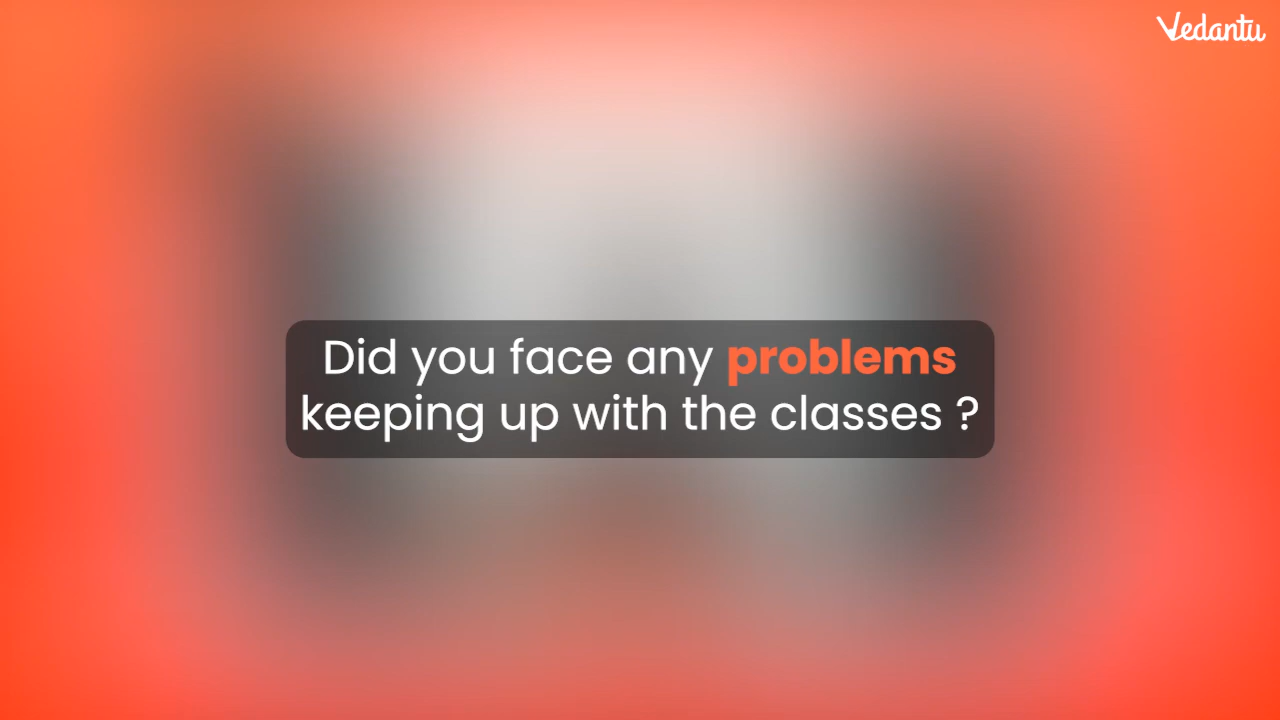 Vedantu
Did you face any problems
keeping up with the classes ?